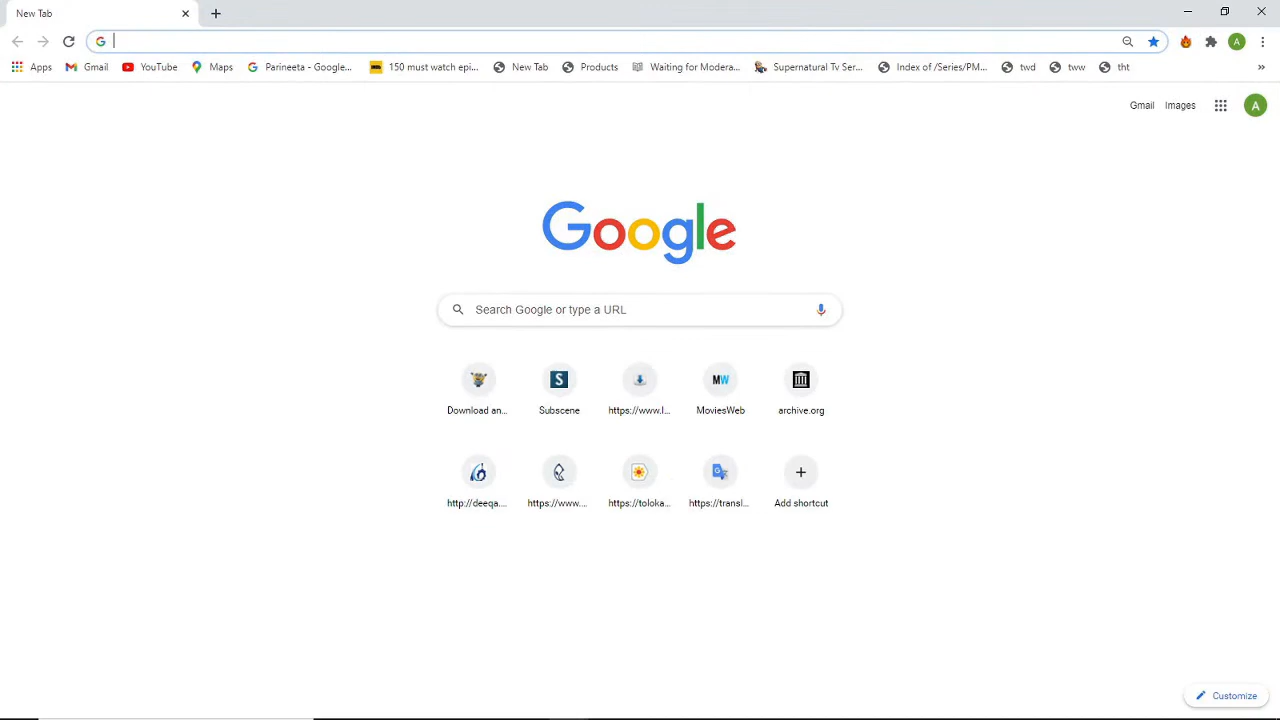 New Tab
Apps Gmail YouTube Maps Parineeta - Google... 150 must watch epi... New Tab Products Waiting for Modera... Supernatural Tv Ser... Index of /Series/PM... twd tww tht »
Gmail Images A
Google
Search Google or type a URL
Download an... Subscene https://www.l... MoviesWeb archive.org
http://deeqa.... https://www.... https://toloka... https://transl... Add shortcut
Customize